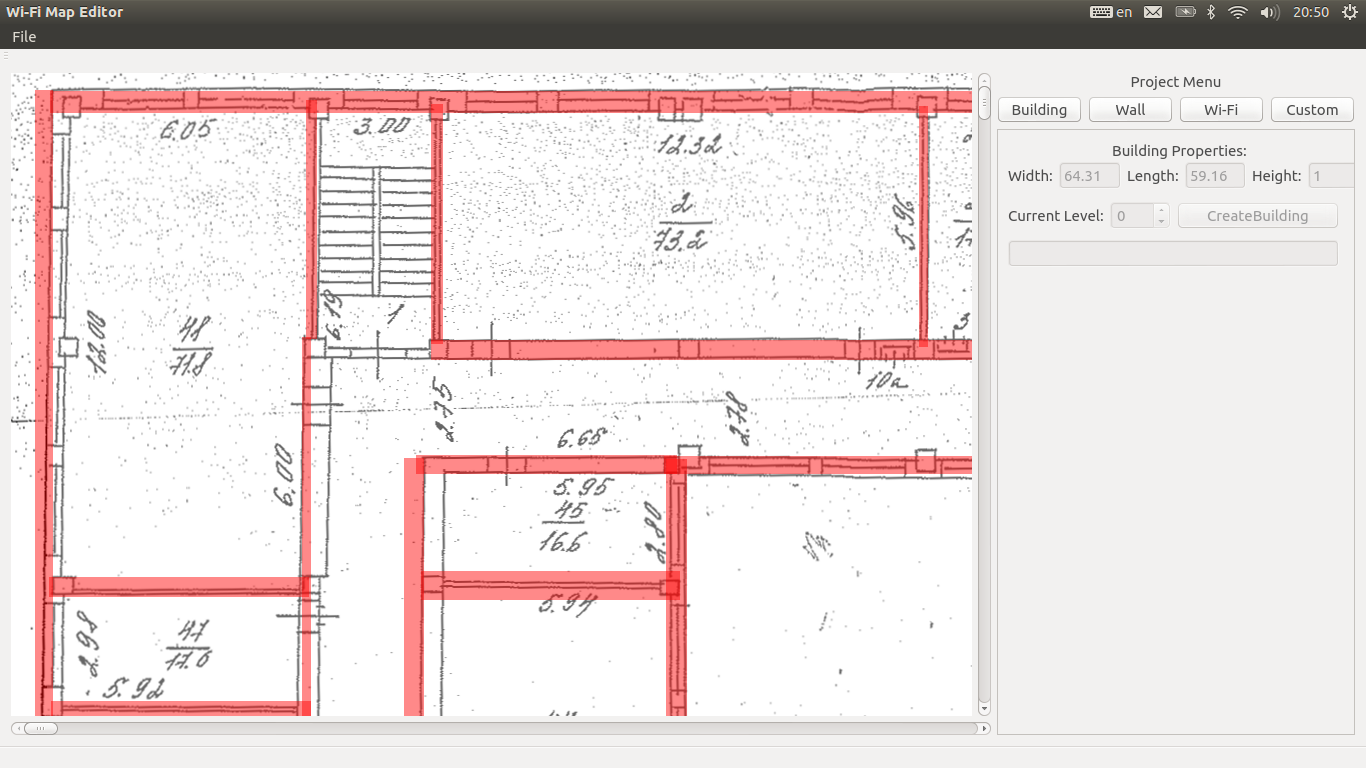 Wi-Fi Map Editor
en
20:50
File
Project Menu
Building Wall Wi-Fi Custom
Building Properties:
Width: 64.31 Length: 59.16 Height: 1
Current Level: 0 CreateBuilding
6.05
3.00
12.32
2
73.2
5.96
6.19
1
12.00
48
71.8
10a
2.75
2.78
6.65
6.00
5.95
45
16.6
2.80
5.94
47
17.6
2.98
5.92